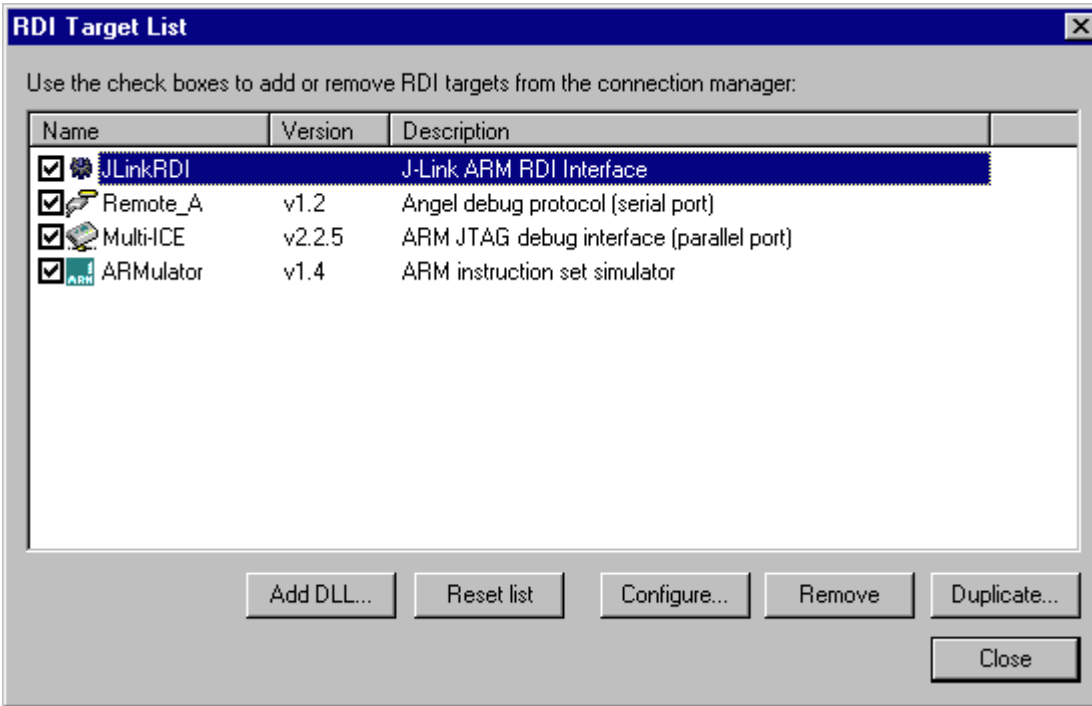 RDI Target List
Use the check boxes to add or remove RDI targets from the connection manager:
Name Version Description
JLinkRDI J-Link ARM RDI Interface
Remote_A v1.2 Angel debug protocol (serial port)
Multi-ICE v2.2.5 ARM JTAG debug interface (parallel port)
ARMulator v1.4 ARM instruction set simulator
Add DLL... Reset list Configure... Remove Duplicate...
Close